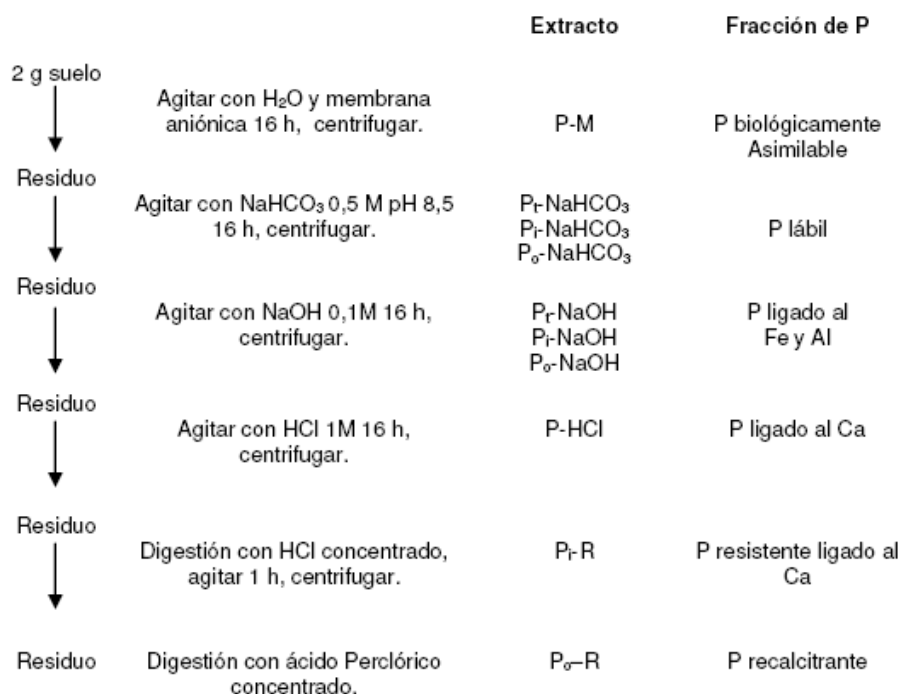 Extracto Fracción de P
2 g suelo
Agitar con H₂O y membrana
aniónica 16 h, centrifugar.
P-M
P biológicamente
Asimilable
Residuo
Agitar con NaHCO₃ 0,5 M pH 8,5
16 h, centrifugar.
Pt-NaHCO₃
Pi-NaHCO₃
Po-NaHCO₃
P lábil
Residuo
Agitar con NaOH 0,1M 16 h,
centrifugar.
Pt-NaOH
Pi-NaOH
Po-NaOH
P ligado al
Fe y Al
Residuo
Agitar con HCl 1M 16 h,
centrifugar.
P-HCl
P ligado al Ca
Residuo
Digestión con HCl concentrado,
agitar 1 h, centrifugar.
Pi-R
P resistente ligado al
Ca
Residuo
Digestión con ácido Perclórico
concentrado.
Po–R
P recalcitrante